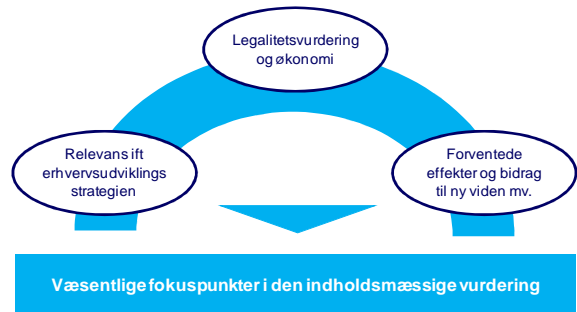 Legalitetsvurdering
og økonomi
Relevans ift
erhvervsudviklings
strategien
Forventede
effekter og bidrag
til ny viden mv.
Væsentlige fokuspunkter i den indholdsmæssige vurdering